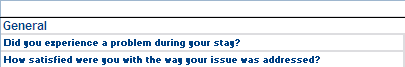 General
Did you experience a problem during your stay?
How satisfied were you with the way your issue was addressed?